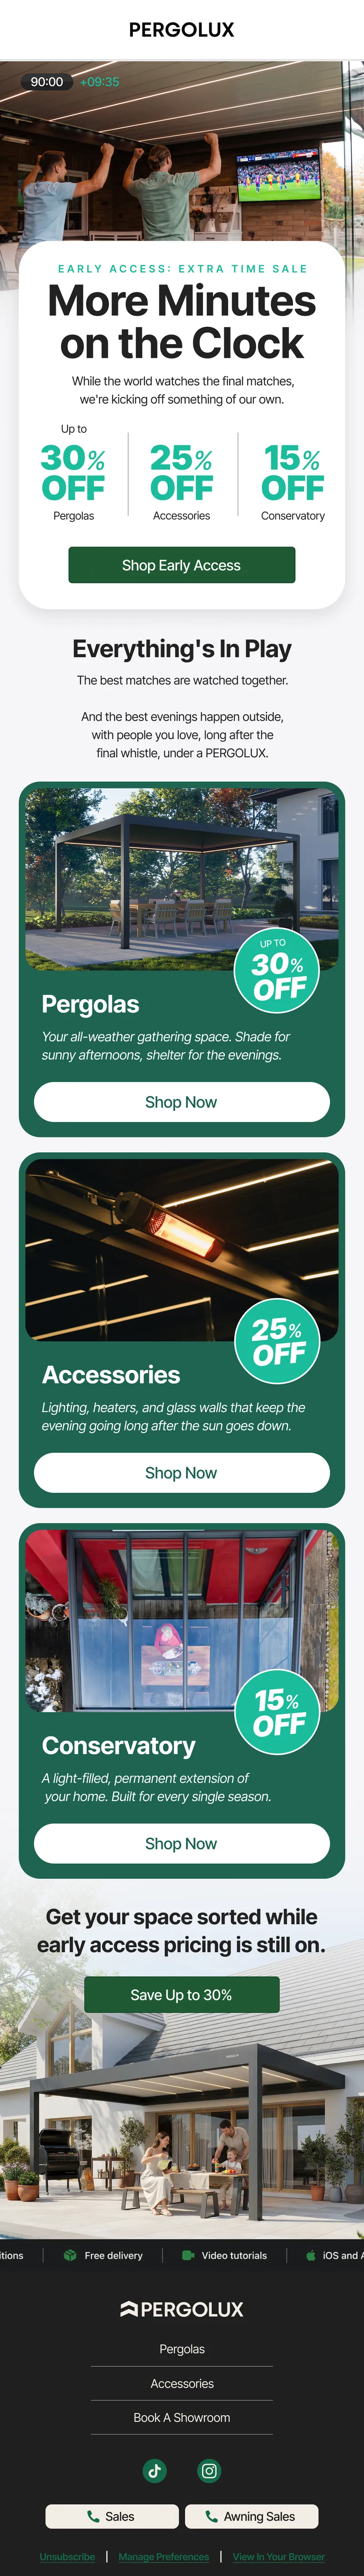 PERGOLUX
90:00 +09:35
EARLY ACCESS: EXTRA TIME SALE
More Minutes
on the Clock
While the world watches the final matches,
we're kicking off something of our own.
Up to
30% 25% 15%
OFF OFF OFF
Pergolas Accessories Conservatory
Shop Early Access
Everything's In Play
The best matches are watched together.
And the best evenings happen outside,
with people you love, long after the
final whistle, under a PERGOLUX.
UP TO
30%
OFF
Pergolas
Your all-weather gathering space. Shade for
sunny afternoons, shelter for the evenings.
Shop Now
25%
OFF
Accessories
Lighting, heaters, and glass walls that keep the
evening going long after the sun goes down.
Shop Now
15%
OFF
Conservatory
A light-filled, permanent extension of
your home. Built for every single season.
Shop Now
Get your space sorted while
early access pricing is still on.
Save Up to 30%
itions | Free delivery | Video tutorials | iOS and A
PERGOLUX
Pergolas
Accessories
Book A Showroom
Sales Awning Sales
Unsubscribe | Manage Preferences | View In Your Browser